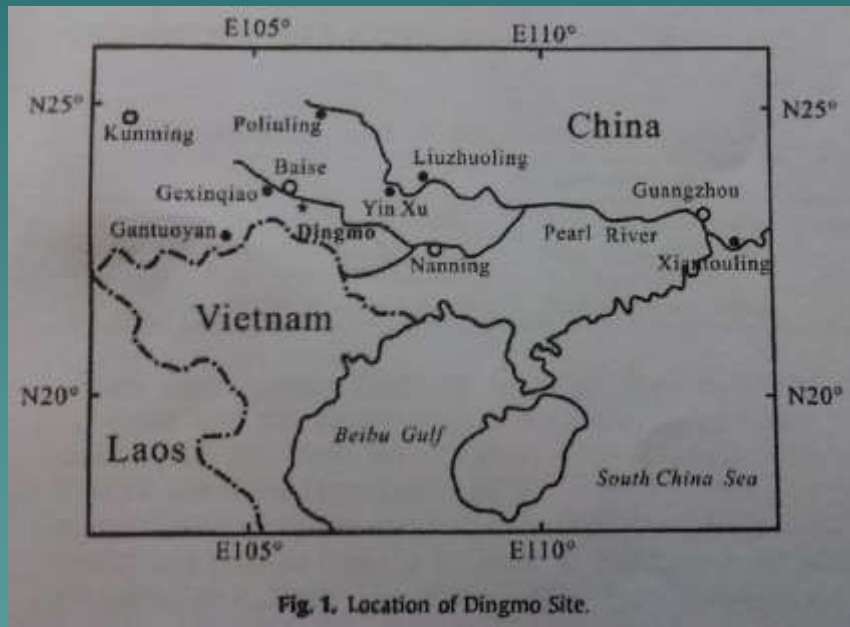 E105° E110°
N25° N25°
Kunming
Poliuling
China
Baise
Liuzhuoling
Gexinqiao
Guangzhou
Yin Xu
Gantuoyan
Dingmo
Pearl River
Nanning
Xiantouling
Vietnam
N20° N20°
Beibu Gulf
Laos
South China Sea
E105° E110°
Fig. 1. Location of Dingmo Site.